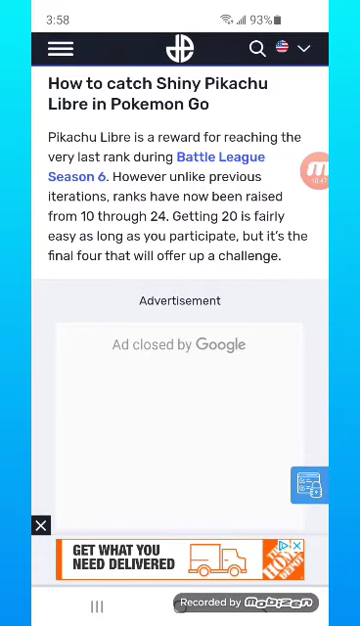 3:58
93%
How to catch Shiny Pikachu
Libre in Pokemon Go
Pikachu Libre is a reward for reaching the
very last rank during Battle League
Season 6. However unlike previous
iterations, ranks have now been raised
from 10 through 24. Getting 20 is fairly
easy as long as you participate, but it's the
final four that will offer up a challenge.
Advertisement
Ad closed by Google
GET WHAT YOU
NEED DELIVERED
THE HOME DEPOT
Recorded by mobizen